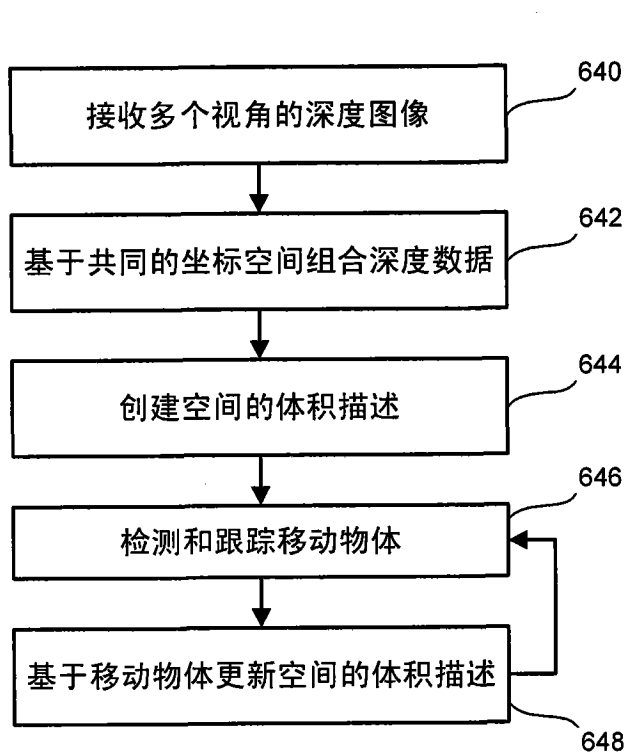 640
接收多个视角的深度图像
642
基于共同的坐标空间组合深度数据
644
创建空间的体积描述
646
检测和跟踪移动物体
基于移动物体更新空间的体积描述
648